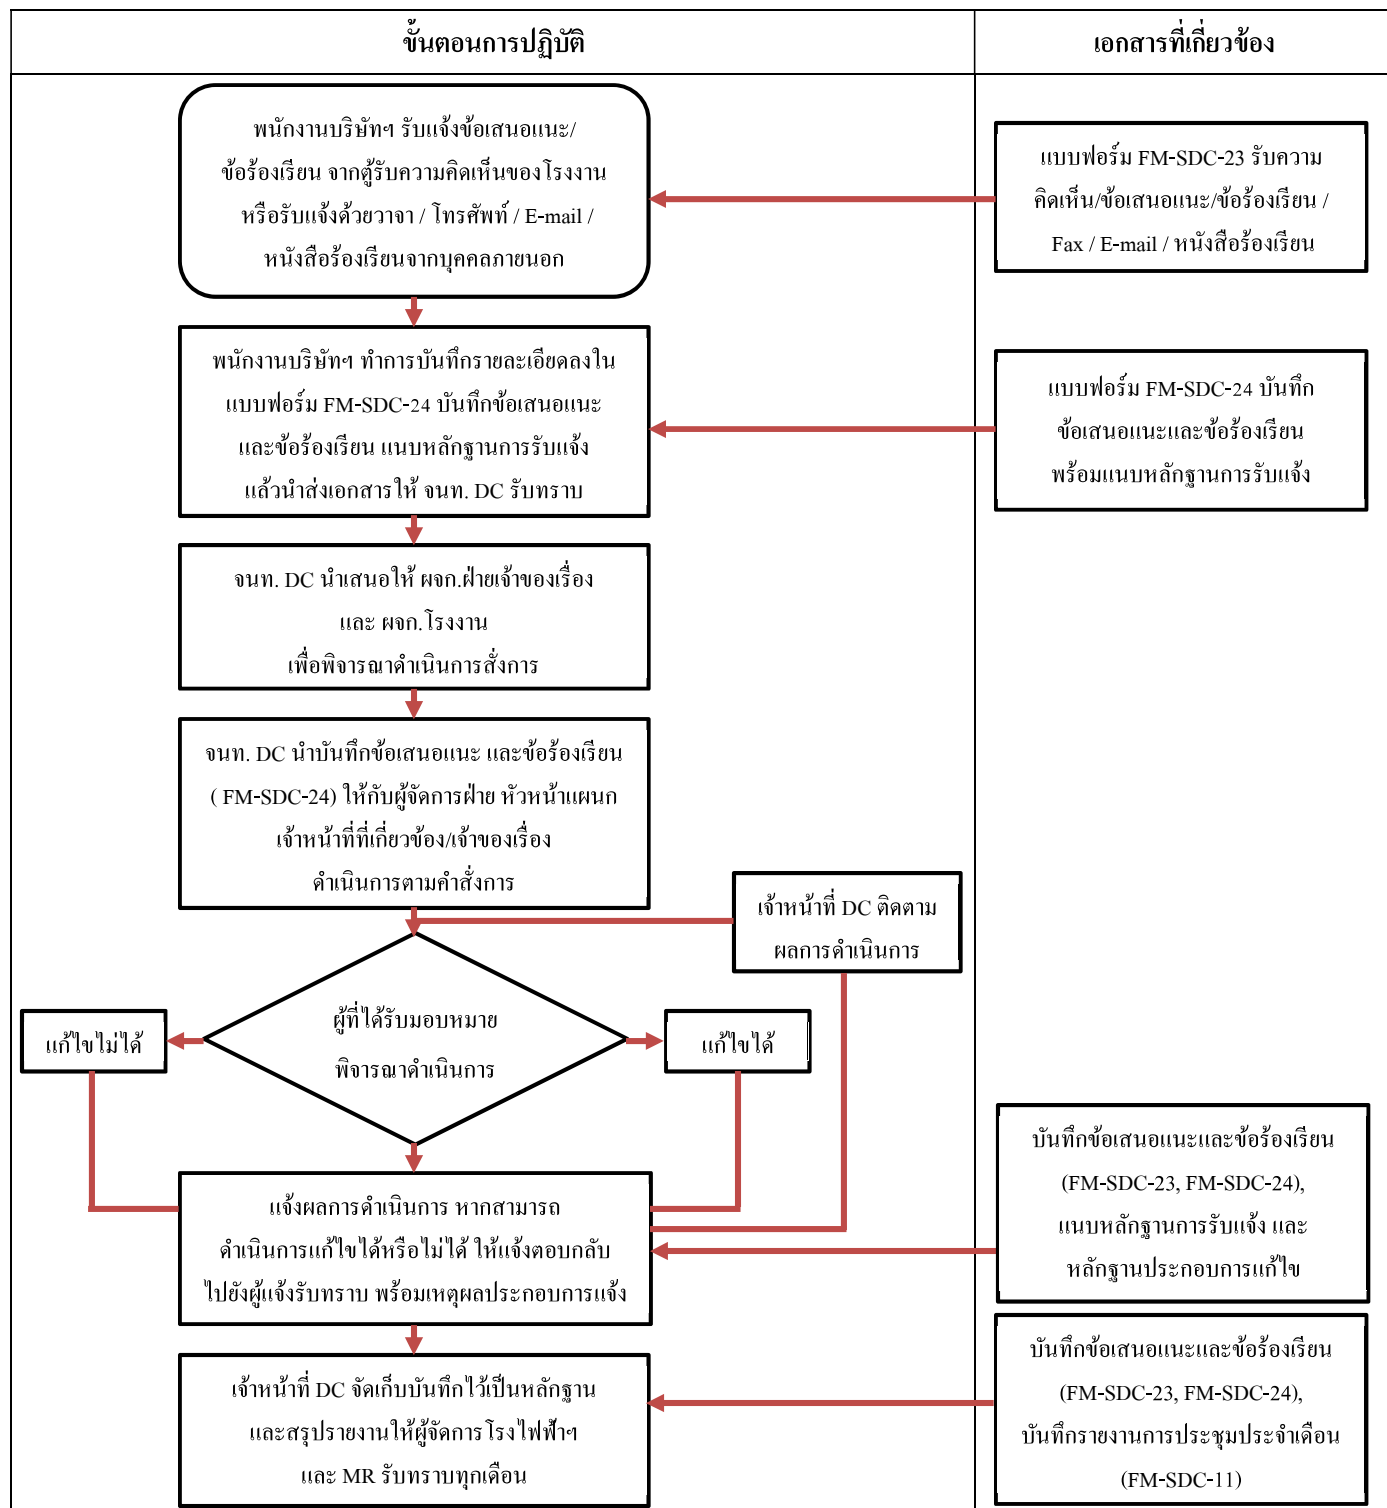 ขั้นตอนการปฏิบัติ
เอกสารที่เกี่ยวข้อง
พนักงานบริษัทฯ รับแจ้งข้อเสนอแนะ/
ข้อร้องเรียน จากตู้รับความคิดเห็นของโรงงาน
หรือรับแจ้งด้วยวาจา / โทรศัพท์ / E-mail /
หนังสือร้องเรียนจากบุคคลภายนอก
แบบฟอร์ม FM-SDC-23 รับความ
คิดเห็น/ข้อเสนอแนะ/ข้อร้องเรียน /
Fax / E-mail / หนังสือร้องเรียน
พนักงานบริษัทฯ ทำการบันทึกรายละเอียดลงใน
แบบฟอร์ม FM-SDC-24 บันทึกข้อเสนอแนะ
และข้อร้องเรียน แนบหลักฐานการรับแจ้ง
แล้วนำส่งเอกสารให้ จนท. DC รับทราบ
แบบฟอร์ม FM-SDC-24 บันทึก
ข้อเสนอแนะและข้อร้องเรียน
พร้อมแนบหลักฐานการรับแจ้ง
จนท. DC นำเสนอให้ ผจก.ฝ่ายเจ้าของเรื่อง
และ ผจก.โรงงาน
เพื่อพิจารณาดำเนินการสั่งการ
จนท. DC นำบันทึกข้อเสนอแนะ และข้อร้องเรียน
( FM-SDC-24) ให้กับผู้จัดการฝ่าย หัวหน้าแผนก
เจ้าหน้าที่ที่เกี่ยวข้อง/เจ้าของเรื่อง
ดำเนินการตามคำสั่งการ
เจ้าหน้าที่ DC ติดตาม
ผลการดำเนินการ
ผู้ที่ได้รับมอบหมาย
พิจารณาดำเนินการ
แก้ไขไม่ได้
แก้ไขได้
แจ้งผลการดำเนินการ หากสามารถ
ดำเนินการแก้ไขได้หรือไม่ได้ ให้แจ้งตอบกลับ
ไปยังผู้แจ้งรับทราบ พร้อมเหตุผลประกอบการแจ้ง
บันทึกข้อเสนอแนะและข้อร้องเรียน
(FM-SDC-23, FM-SDC-24),
แนบหลักฐานการรับแจ้ง และ
หลักฐานประกอบการแก้ไข
เจ้าหน้าที่ DC จัดเก็บบันทึกไว้เป็นหลักฐาน
และสรุปรายงานให้ผู้จัดการโรงไฟฟ้าฯ
และ MR รับทราบทุกเดือน
บันทึกข้อเสนอแนะและข้อร้องเรียน
(FM-SDC-23, FM-SDC-24),
บันทึกรายงานการประชุมประจำเดือน
(FM-SDC-11)